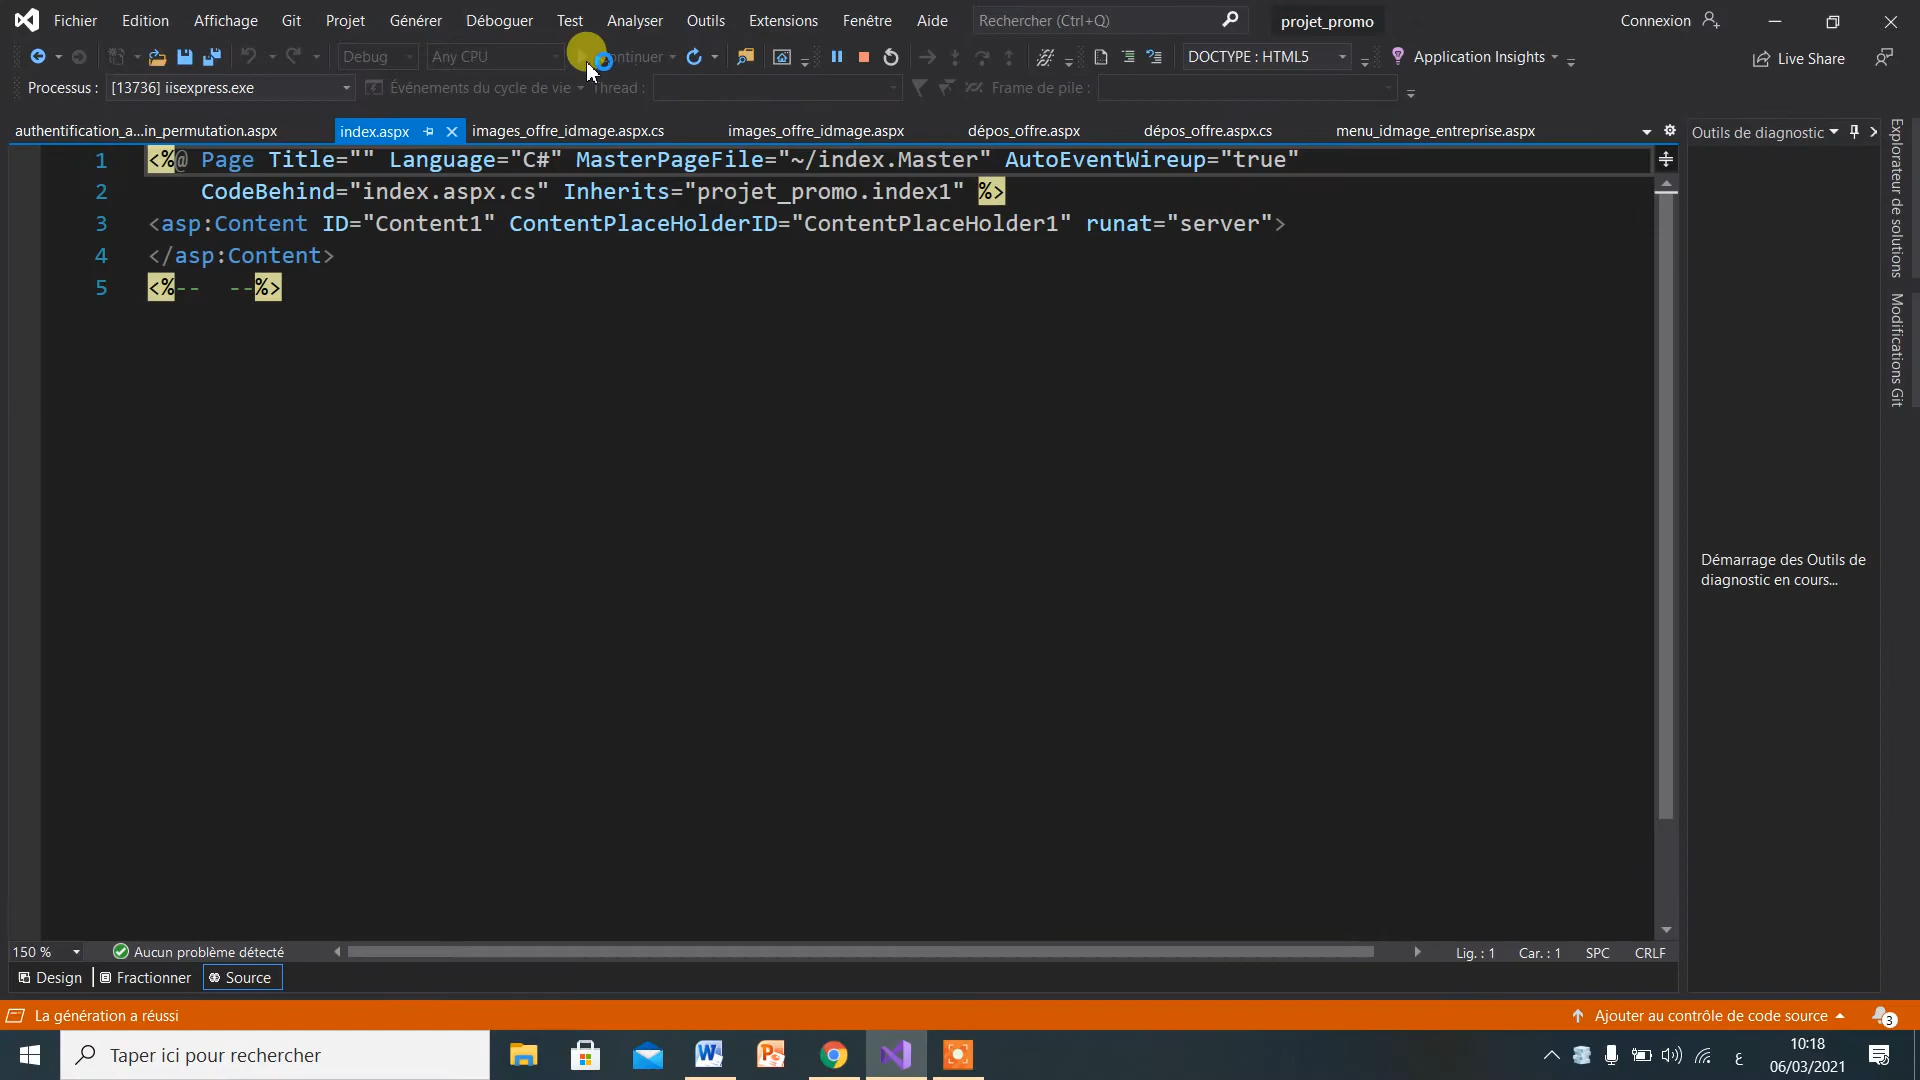 Fichier Edition Affichage Git Projet Générer Déboguer Test Analyser Outils Extensions Fenêtre Aide Rechercher (Ctrl+Q) projet_promo Connexion
Debug Any CPU DOCTYPE : HTML5 Application Insights Live Share
Processus : [13736] iisexpress.exe Événements du cycle de vie Thread : Frame de pile :
authentification_a...in_permutation.aspx index.aspx images_offre_idmage.aspx.cs images_offre_idmage.aspx dépos_offre.aspx dépos_offre.aspx.cs menu_idmage_entreprise.aspx Outils de diagnostic
1 <%@ Page Title="" Language="C#" MasterPageFile="~/index.Master" AutoEventWireup="true"
2 CodeBehind="index.aspx.cs" Inherits="projet_promo.index1" %>
3 <asp:Content ID="Content1" ContentPlaceHolderID="ContentPlaceHolder1" runat="server">
4 </asp:Content>
5 <%-- --%>
Explorateur de solutions
Modifications Git
Démarrage des Outils de
diagnostic en cours...
150 % Aucun problème détecté Lig. : 1 Car. : 1 SPC CRLF
Design Fractionner Source
La génération a réussi Ajouter au contrôle de code source 3
Taper ici pour rechercher ع 10:18
06/03/2021